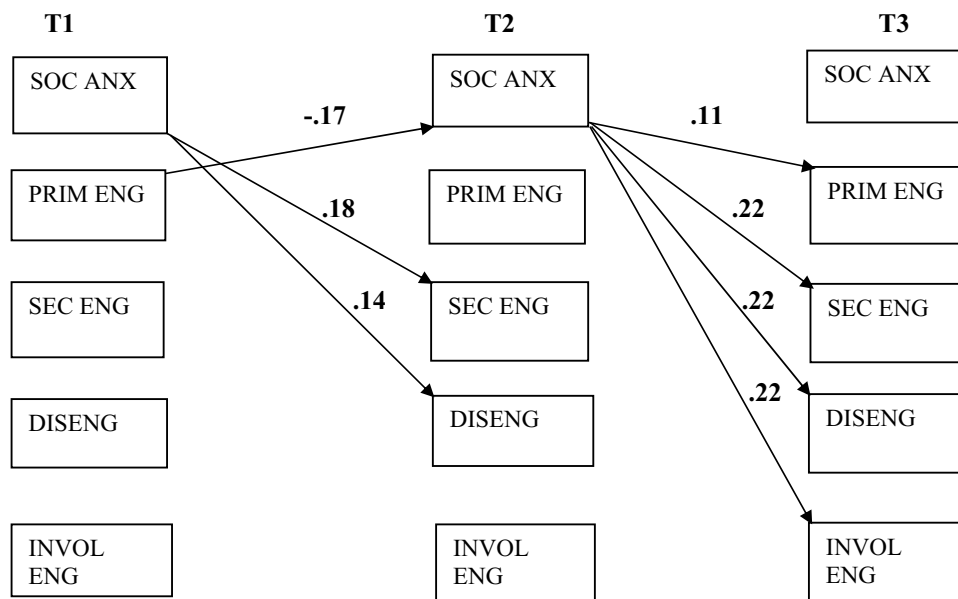 T1
T2
T3
SOC ANX
SOC ANX
SOC ANX
-.17
.11
PRIM ENG
PRIM ENG
PRIM ENG
.18
.22
SEC ENG
SEC ENG
SEC ENG
.14
.22
DISENG
DISENG
DISENG
.22
INVOL
ENG
INVOL
ENG
INVOL
ENG